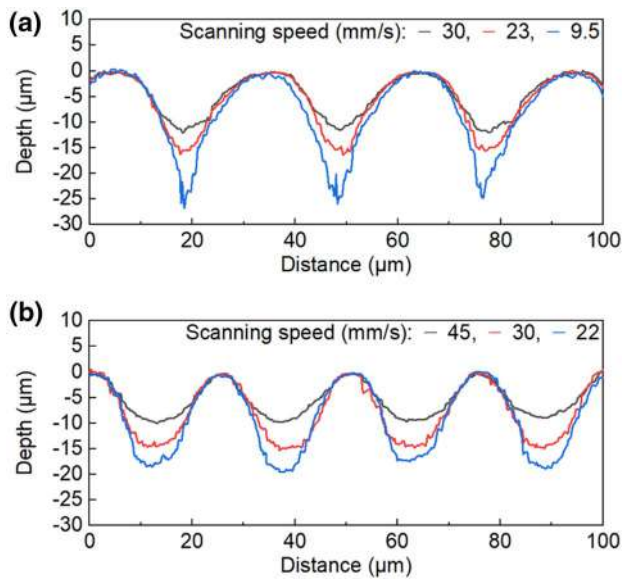 (a)
Scanning speed (mm/s): 30, 23, 9.5
10
5
0
-5
-10
-15
-20
-25
-30
Depth (µm)
0 20 40 60 80 100
Distance (µm)
(b)
Scanning speed (mm/s): 45, 30, 22
10
5
0
-5
-10
-15
-20
-25
-30
Depth (µm)
0 20 40 60 80 100
Distance (µm)